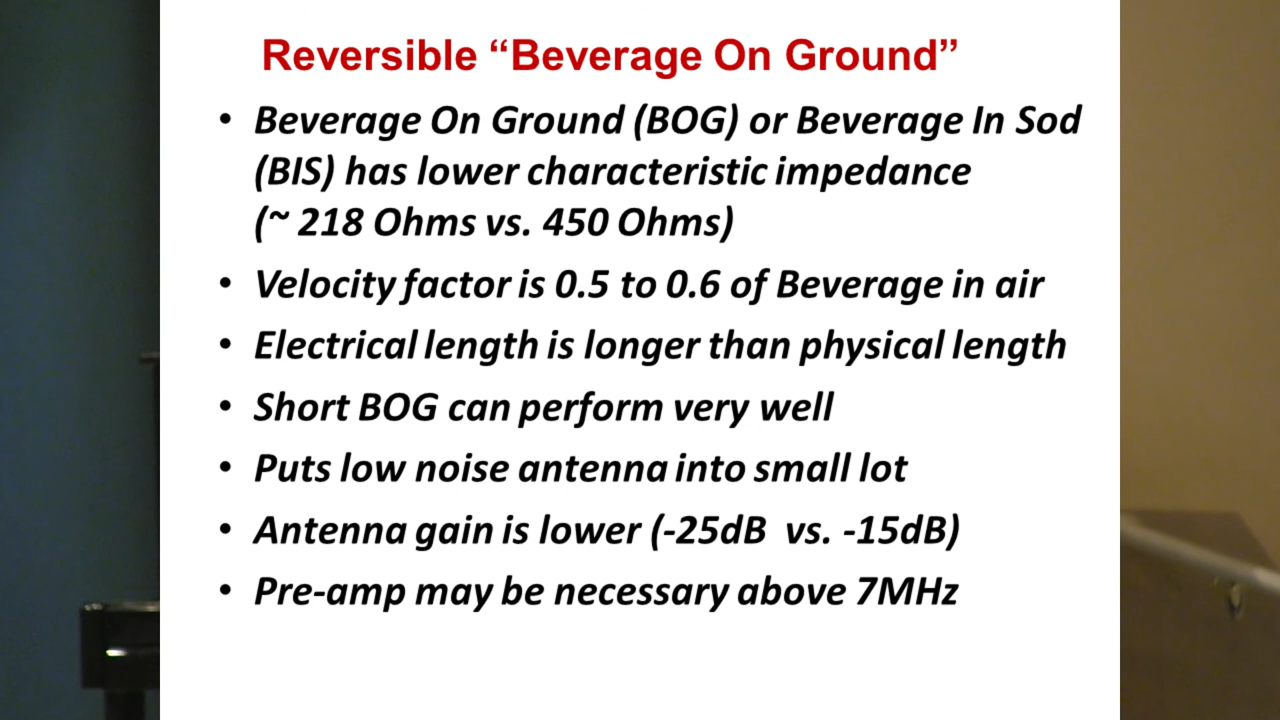 Reversible “Beverage On Ground”
• Beverage On Ground (BOG) or Beverage In Sod
(BIS) has lower characteristic impedance
(~ 218 Ohms vs. 450 Ohms)
• Velocity factor is 0.5 to 0.6 of Beverage in air
• Electrical length is longer than physical length
• Short BOG can perform very well
• Puts low noise antenna into small lot
• Antenna gain is lower (-25dB  vs. -15dB)
• Pre-amp may be necessary above 7MHz